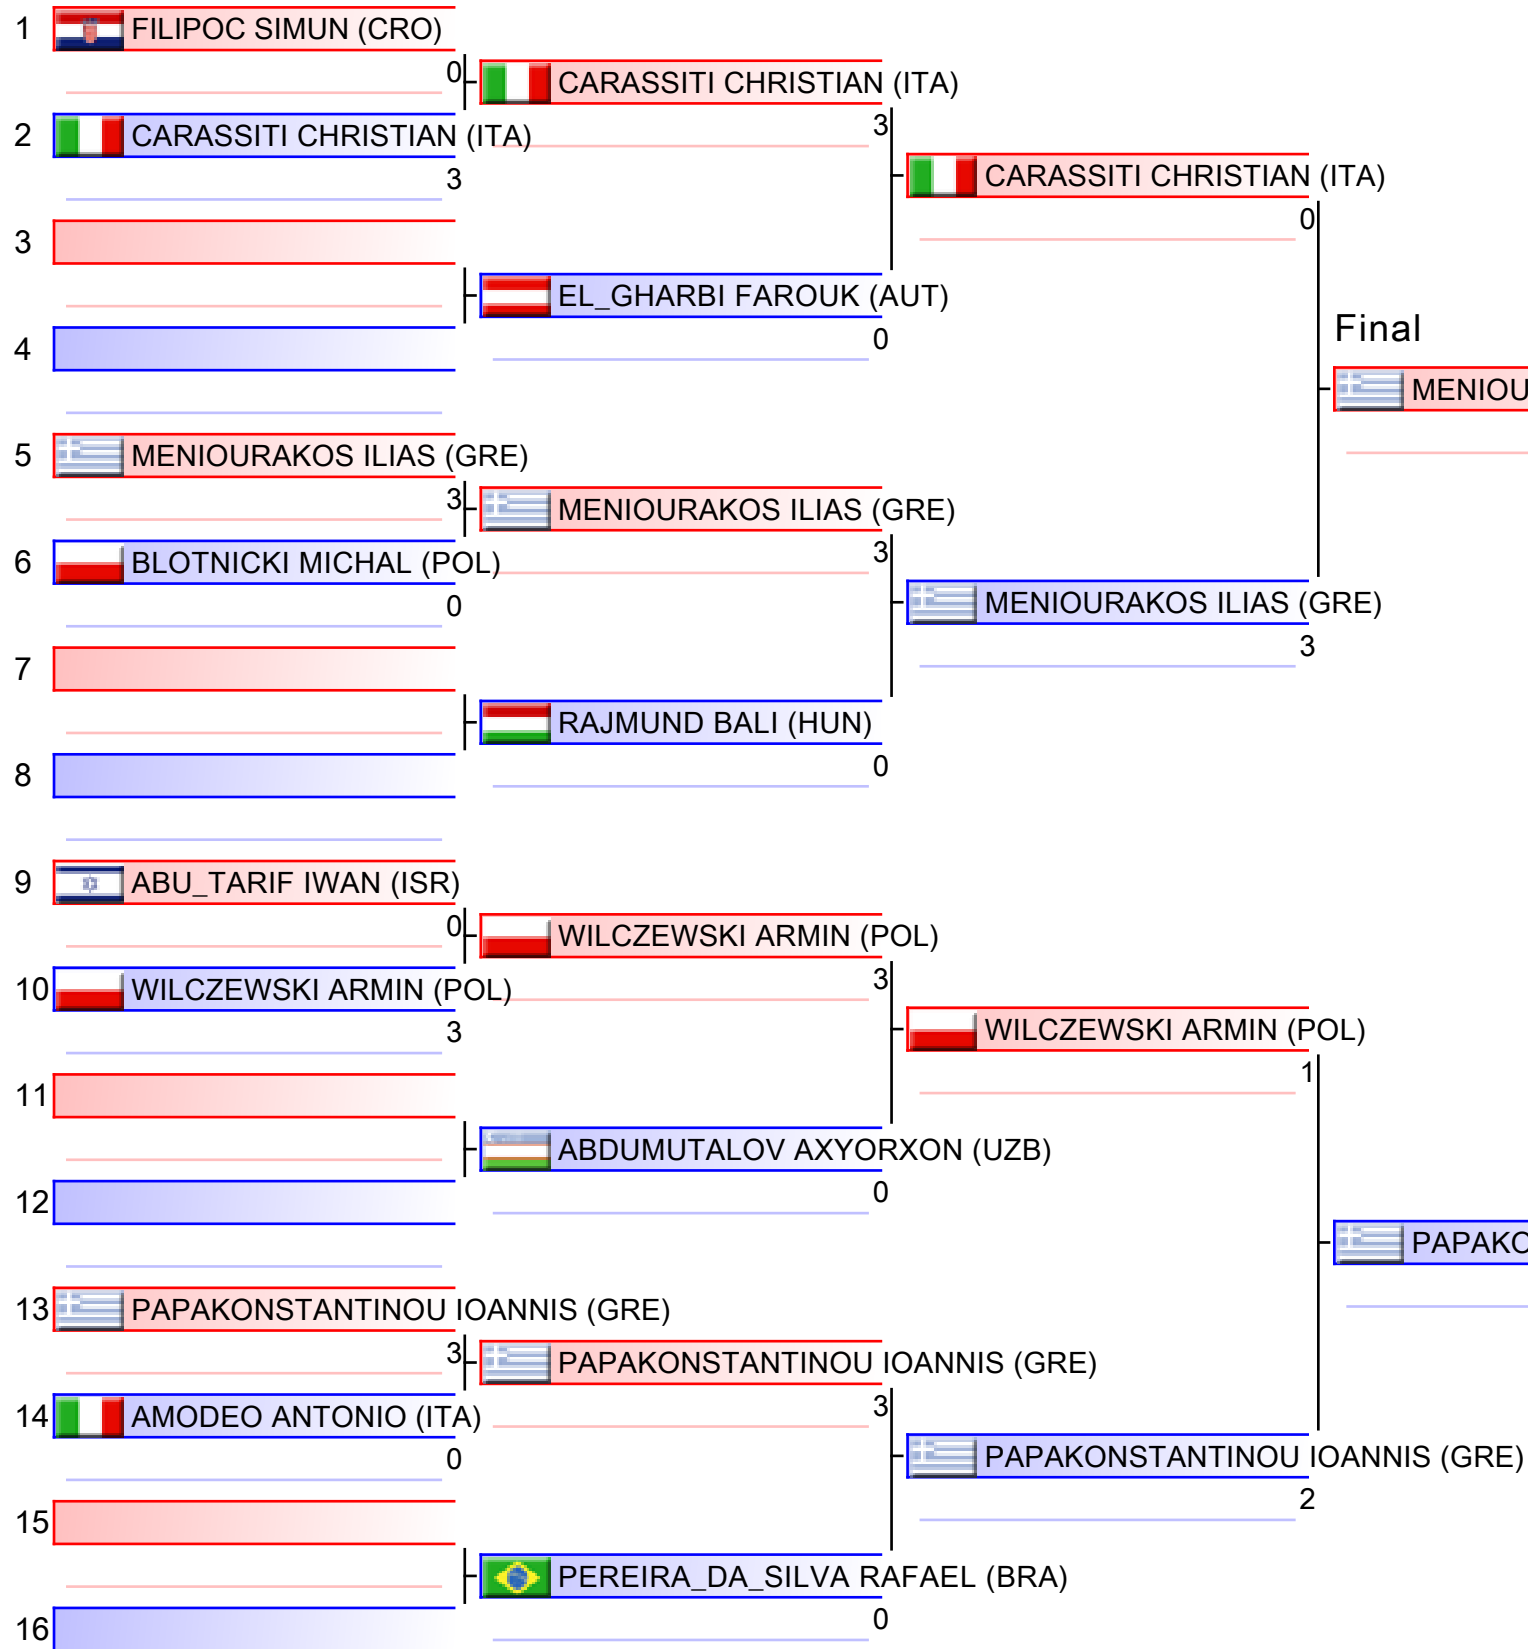 1 FILIPOC SIMUN (CRO)
0
CARASSITI CHRISTIAN (ITA)
3
2 CARASSITI CHRISTIAN (ITA)
3
CARASSITI CHRISTIAN (ITA)
0
3
EL_GHARBI FAROUK (AUT)
0
4
Final
MENIOU
5 MENIOURAKOS ILIAS (GRE)
3
MENIOURAKOS ILIAS (GRE)
3
6 BLOTNICKI MICHAL (POL)
0
MENIOURAKOS ILIAS (GRE)
3
7
RAJMUND BALI (HUN)
0
8
9 ABU_TARIF IWAN (ISR)
0
WILCZEWSKI ARMIN (POL)
3
10 WILCZEWSKI ARMIN (POL)
3
WILCZEWSKI ARMIN (POL)
1
11
ABDUMUTALOV AXYORXON (UZB)
0
12
PAPAKO
13 PAPAKONSTANTINOU IOANNIS (GRE)
3
PAPAKONSTANTINOU IOANNIS (GRE)
3
14 AMODEO ANTONIO (ITA)
0
PAPAKONSTANTINOU IOANNIS (GRE)
2
15
PEREIRA_DA_SILVA RAFAEL (BRA)
0
16